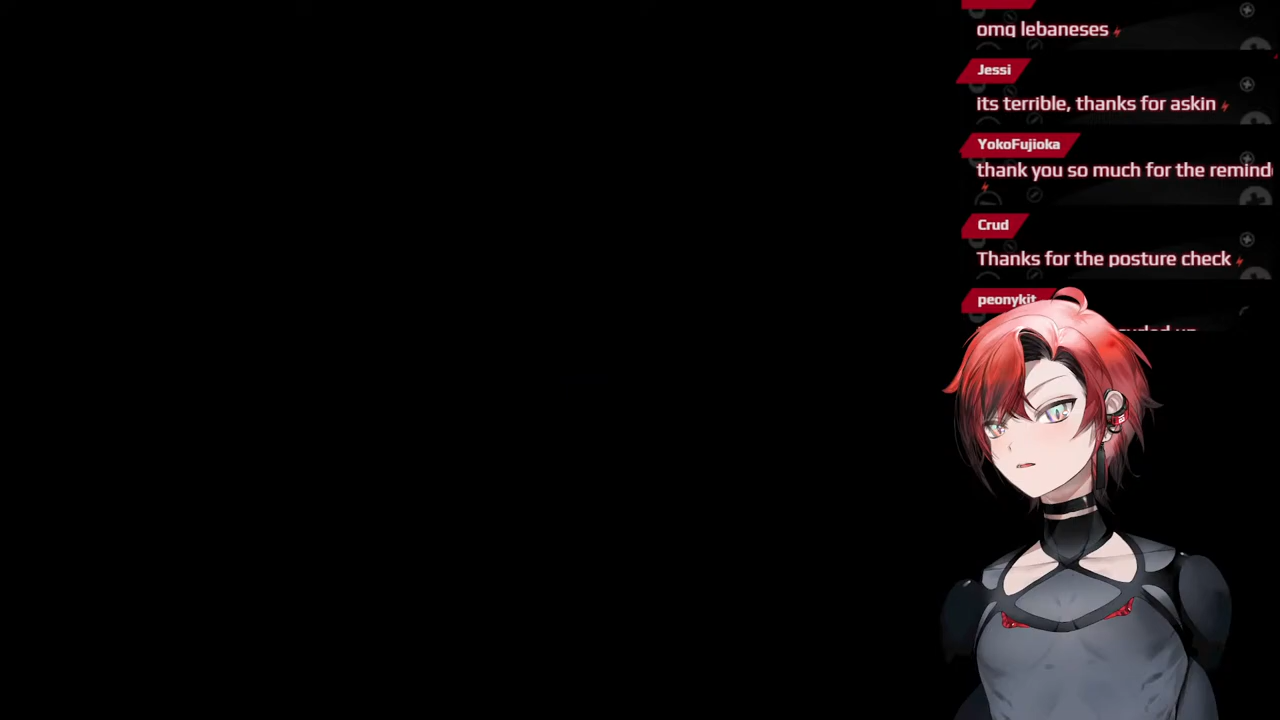 omg lebaneses
Jessi
its terrible, thanks for askin
YokoFujioka
thank you so much for the remind
Crud
Thanks for the posture check
peonykit